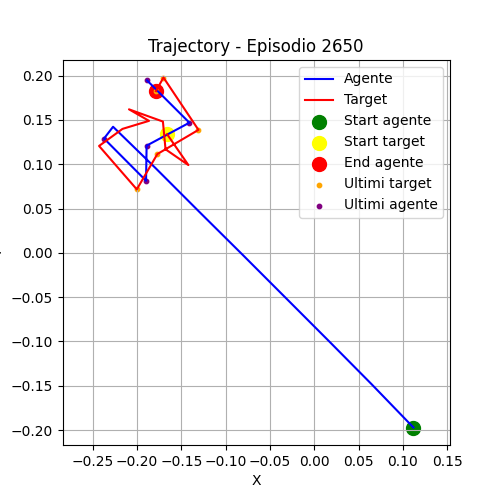 Trajectory - Episodio 2650
Agente
Target
Start agente
Start target
End agente
Ultimi target
Ultimi agente
0.20
0.15
0.10
0.05
0.00
−0.05
−0.10
−0.15
−0.20
−0.25 −0.20 −0.15 −0.10 −0.05 0.00 0.05 0.10 0.15
X